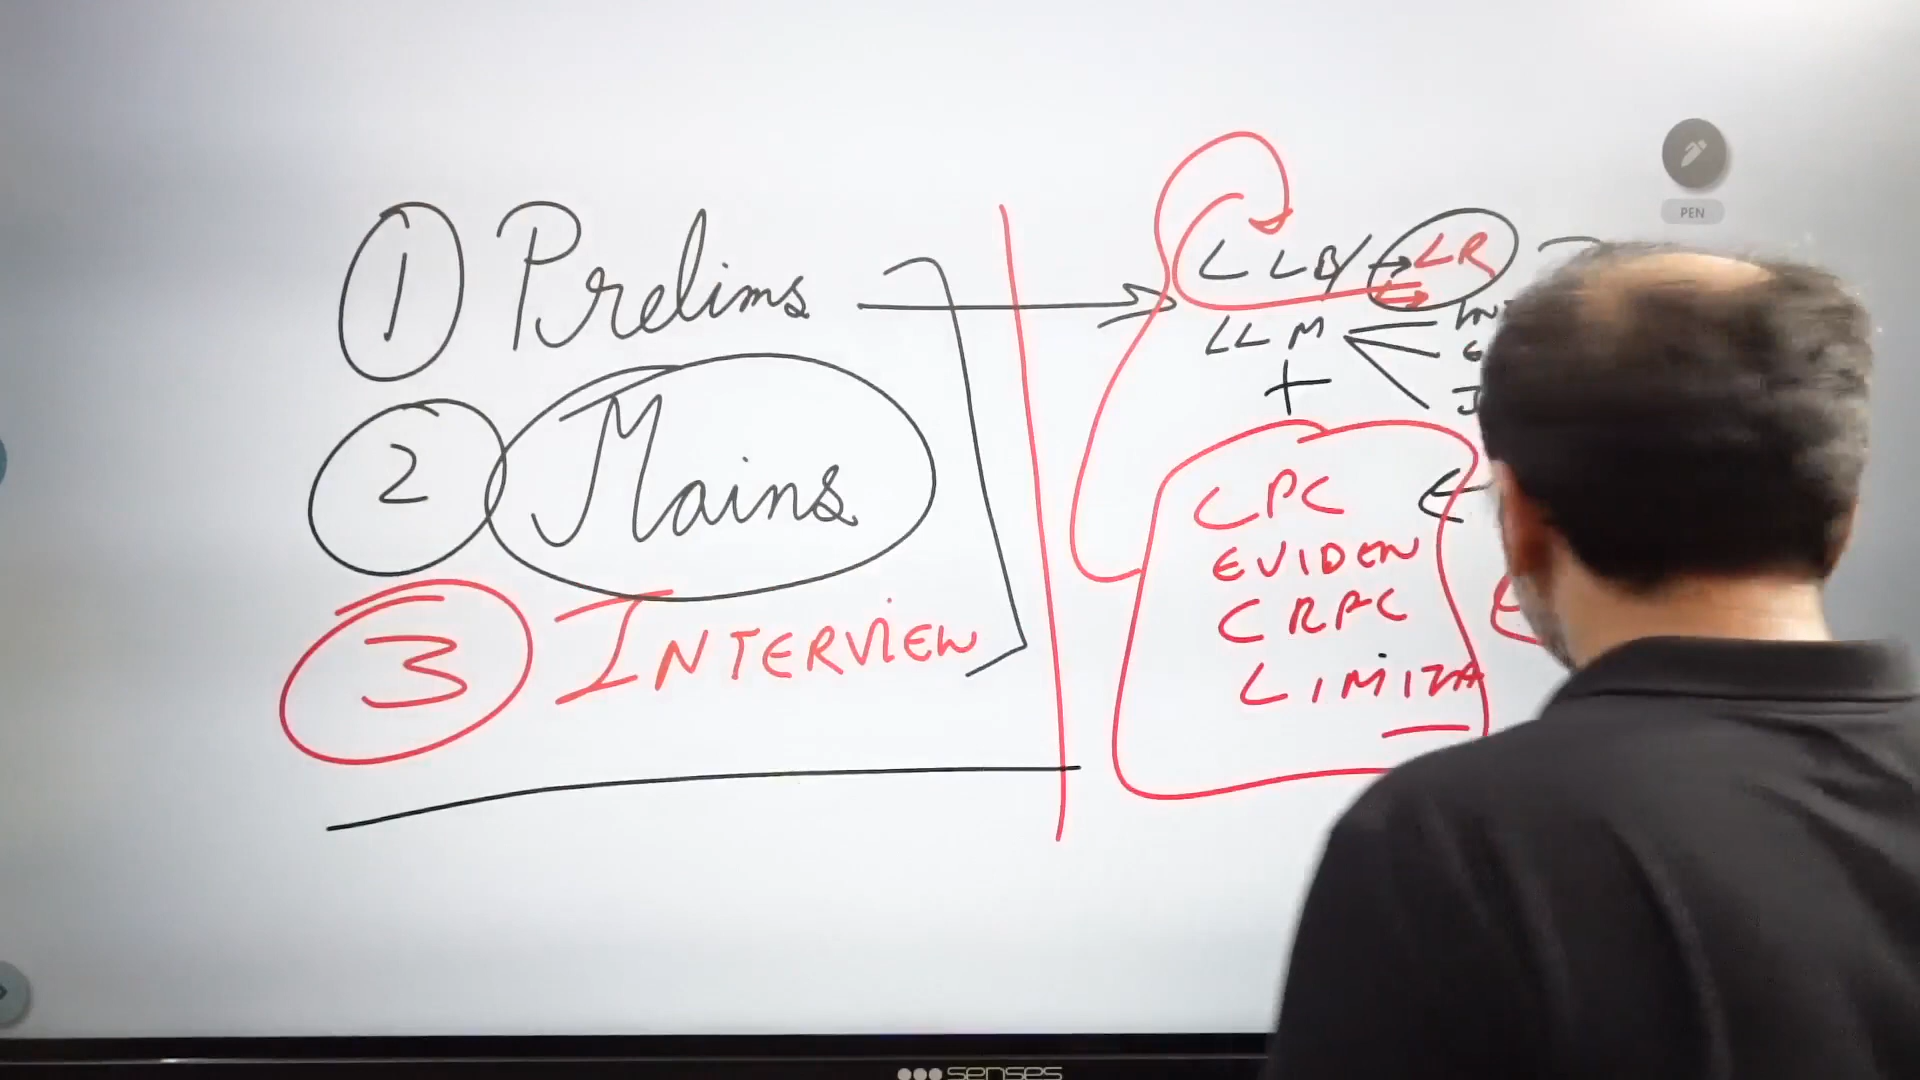 1 Prelims
2 Mains
3 INTERVIEW
LLB/ → LR
LLM
+
CPC
EVIDEN
CRPC
LIMITA
PEN
senses